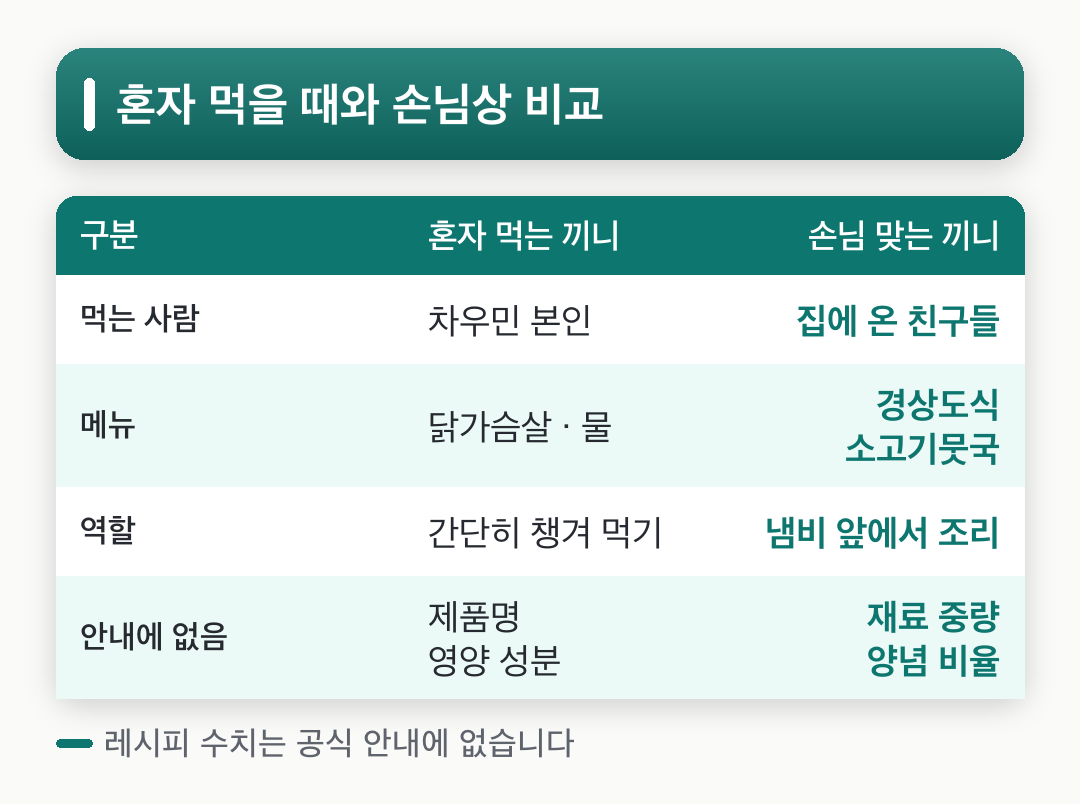 혼자 먹을 때와 손님상 비교
구분 혼자 먹는 끼니 손님 맞는 끼니
먹는 사람 차우민 본인 집에 온 친구들
메뉴 닭가슴살 · 물 경상도식
소고기뭇국
역할 간단히 챙겨 먹기 냄비 앞에서 조리
안내에 없음 제품명 재료 중량
영양 성분 양념 비율
레시피 수치는 공식 안내에 없습니다